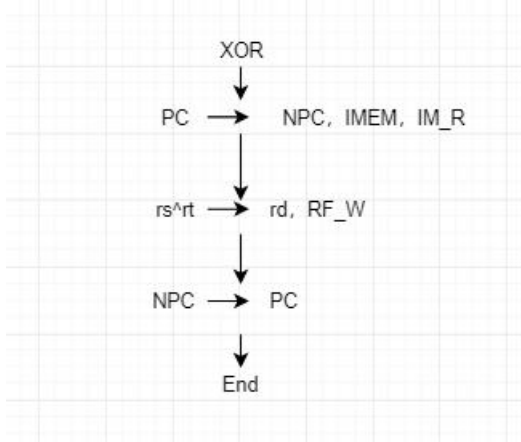 XOR
PC NPC, IMEM, IM_R
rs^rt rd, RF_W
NPC PC
End